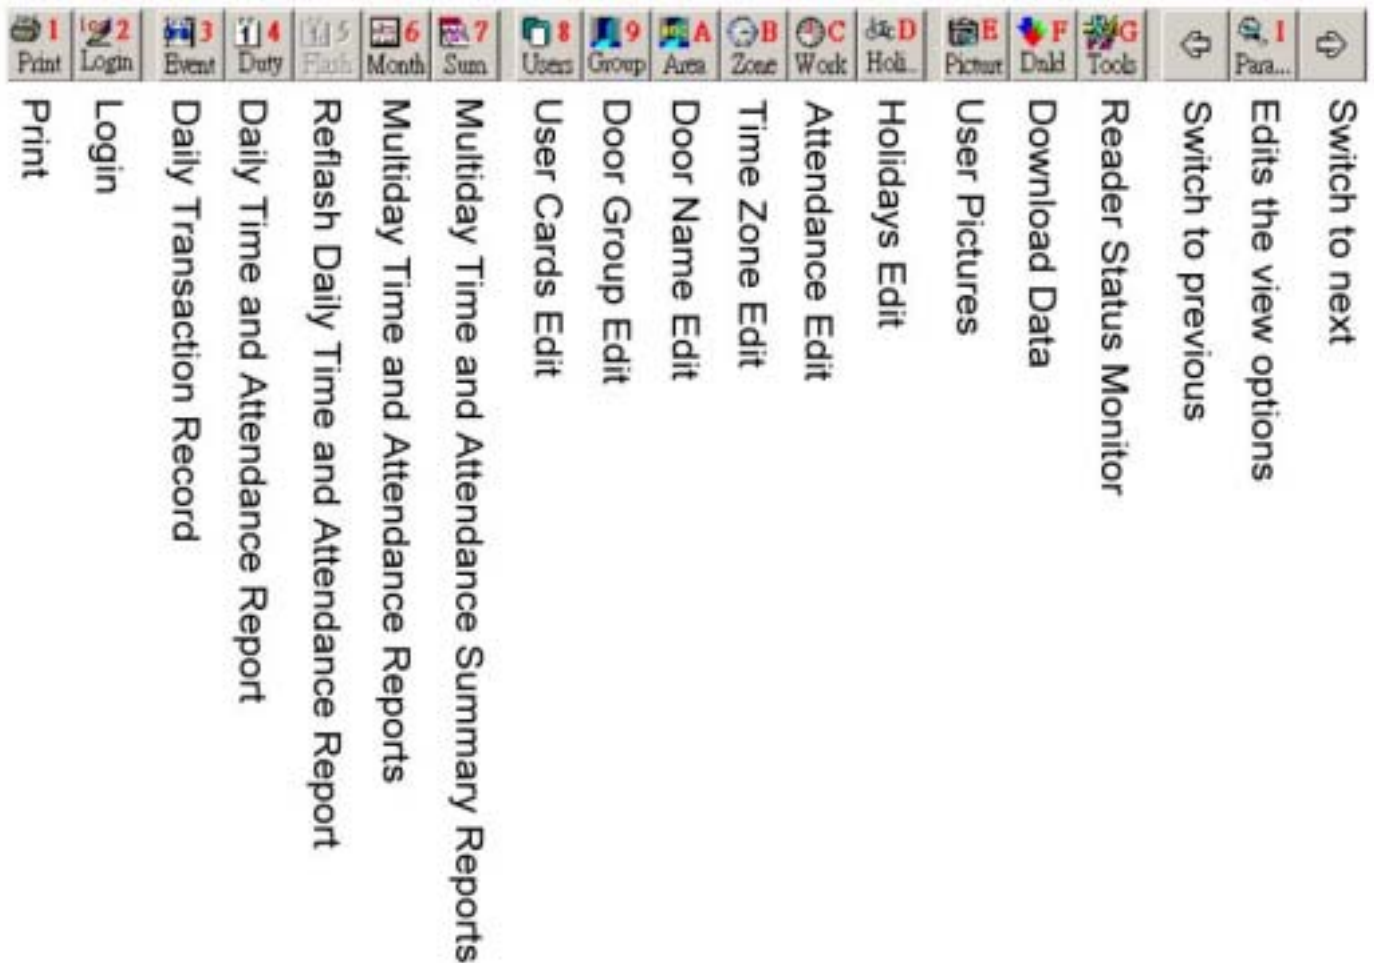 1 2 3 4 5 6 7 8 9 A B C D E F G I
Print Login Event Duty Flash Month Sum Users Group Area Zone Work Holi... Picture Dnld Tools Para...
Print
Login
Daily Transaction Record
Daily Time and Attendance Report
Reflash Daily Time and Attendance Report
Multiday Time and Attendance Reports
Multiday Time and Attendance Summary Reports
User Cards Edit
Door Group Edit
Door Name Edit
Time Zone Edit
Attendance Edit
Holidays Edit
User Pictures
Download Data
Reader Status Monitor
Switch to previous
Edits the view options
Switch to next